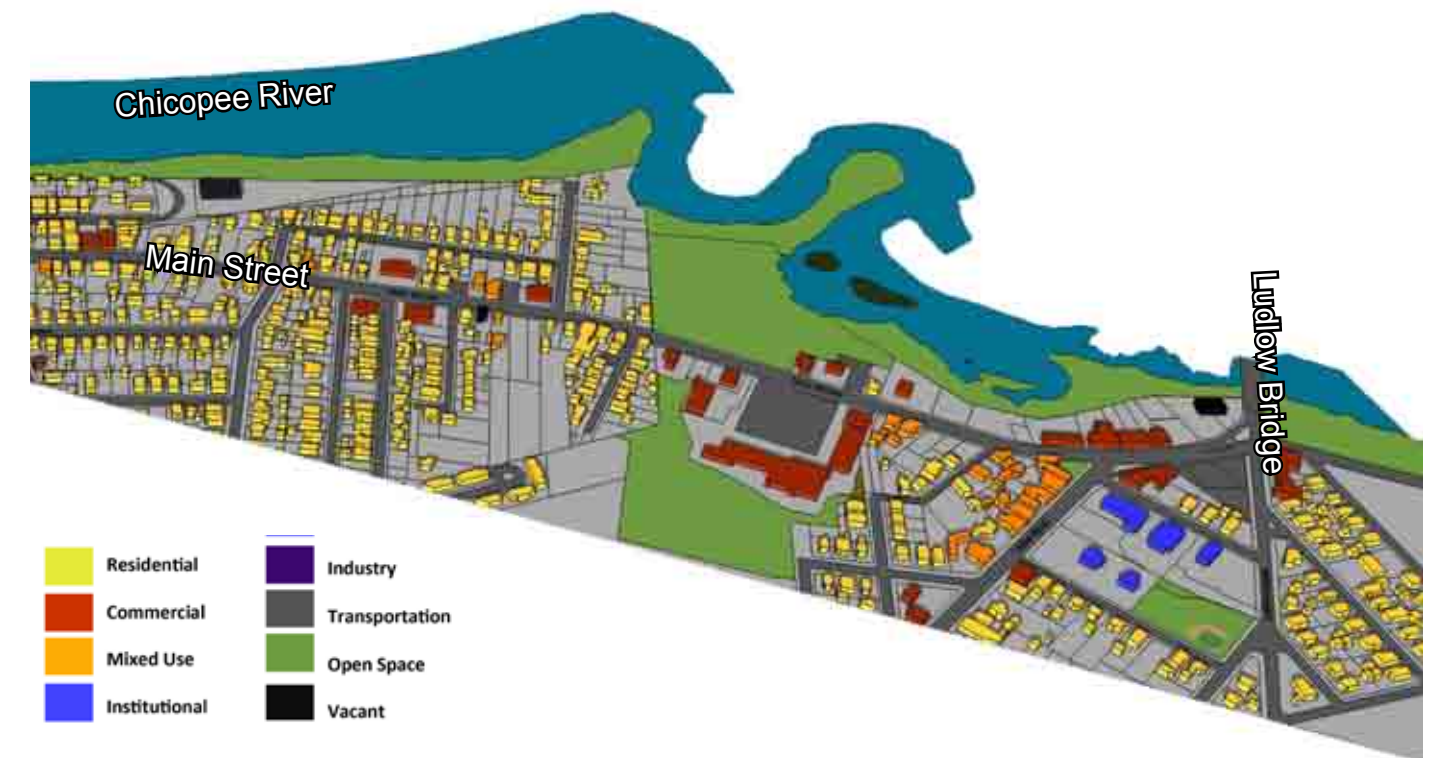 Chicopee River
Main Street
Ludlow Bridge
Residential
Commercial
Mixed Use
Institutional
Industry
Transportation
Open Space
Vacant